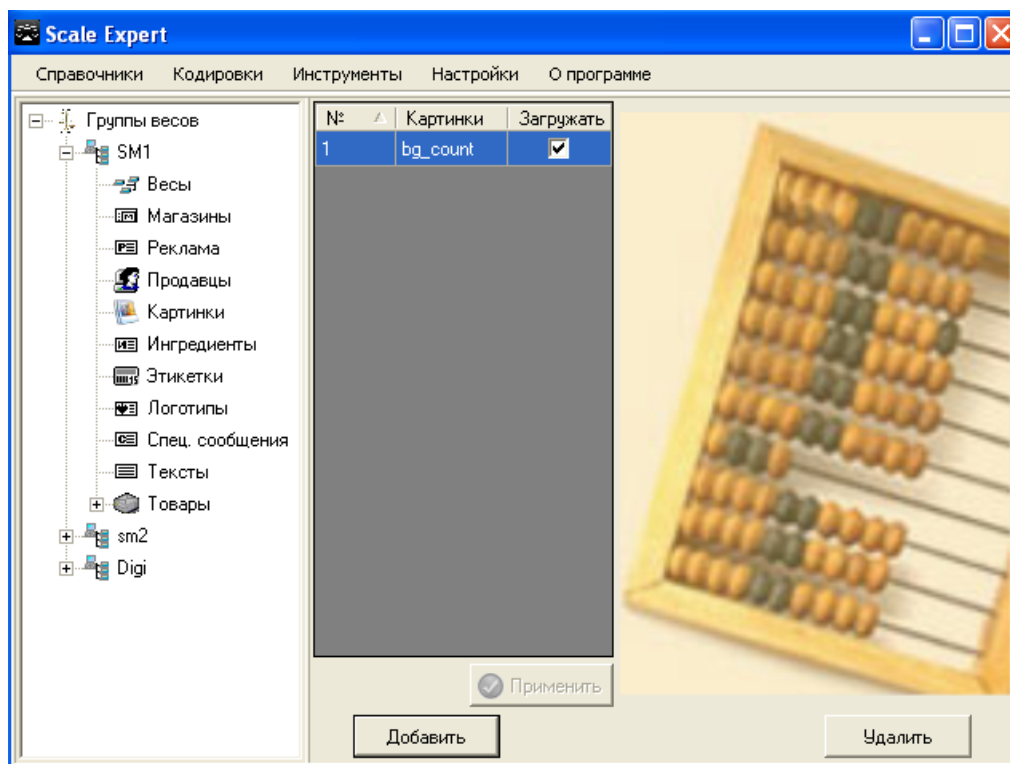 Scale Expert
Справочники Кодировки Инструменты Настройки О программе
Группы весов
SM1
Весы
Магазины
Реклама
Продавцы
Картинки
Ингредиенты
Этикетки
Логотипы
Спец. сообщения
Тексты
Товары
sm2
Digi
№ Картинки Загружать
1 bg_count
Применить
Добавить
Удалить